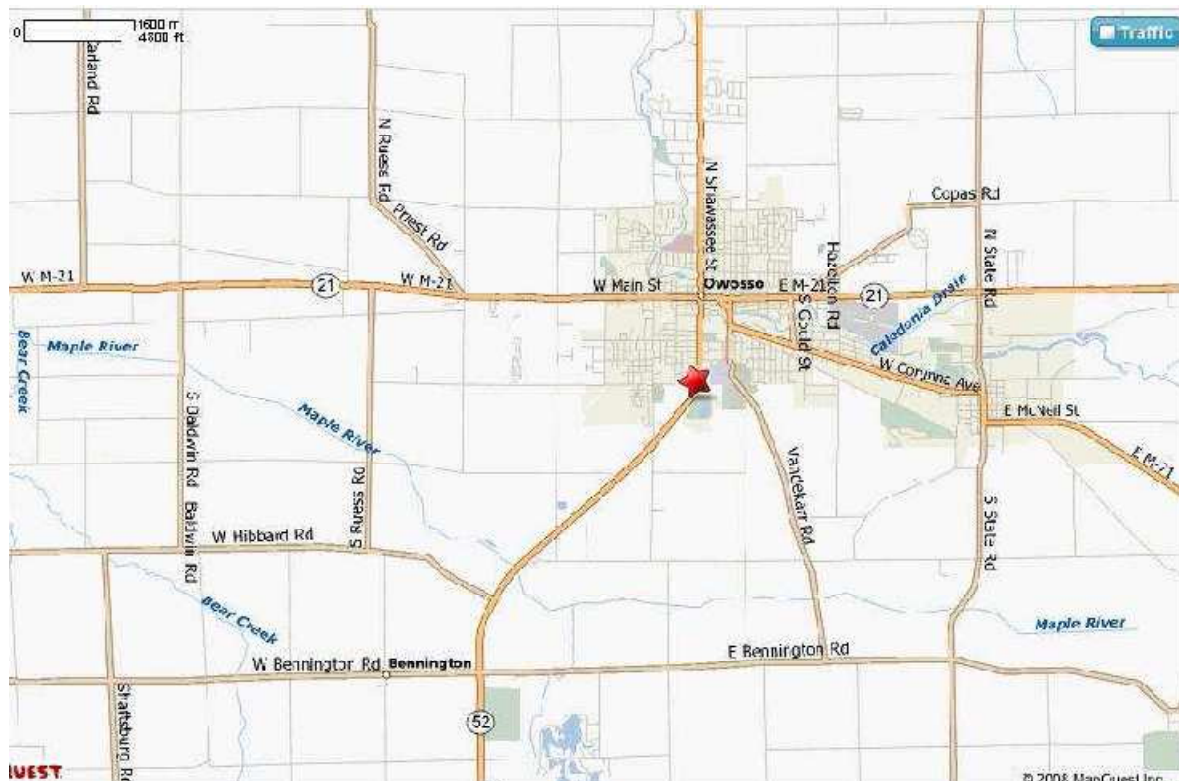 0
1600 m
4800 ft
Traffic
N Ruess Rd
Priest Rd
N Shiawassee St
Copas Rd
N State Rd
Hazelton Rd
W M-21
21
W M-21
W Main St
Owosso
E M-21
21
S Gould St
Caledonia Drain
Bear Creek
Maple River
W Corunna Ave
S Baldwin Rd
Maple River
E McNeil St
E M-21
S Ruess Rd
Vandekarr Rd
S State Rd
W Hibbard Rd
Baldwin Rd
Bear Creek
Maple River
W Bennington Rd
Bennington
E Bennington Rd
Shaftsburg Rd
52
UEST
© 2008 MapQuest Inc